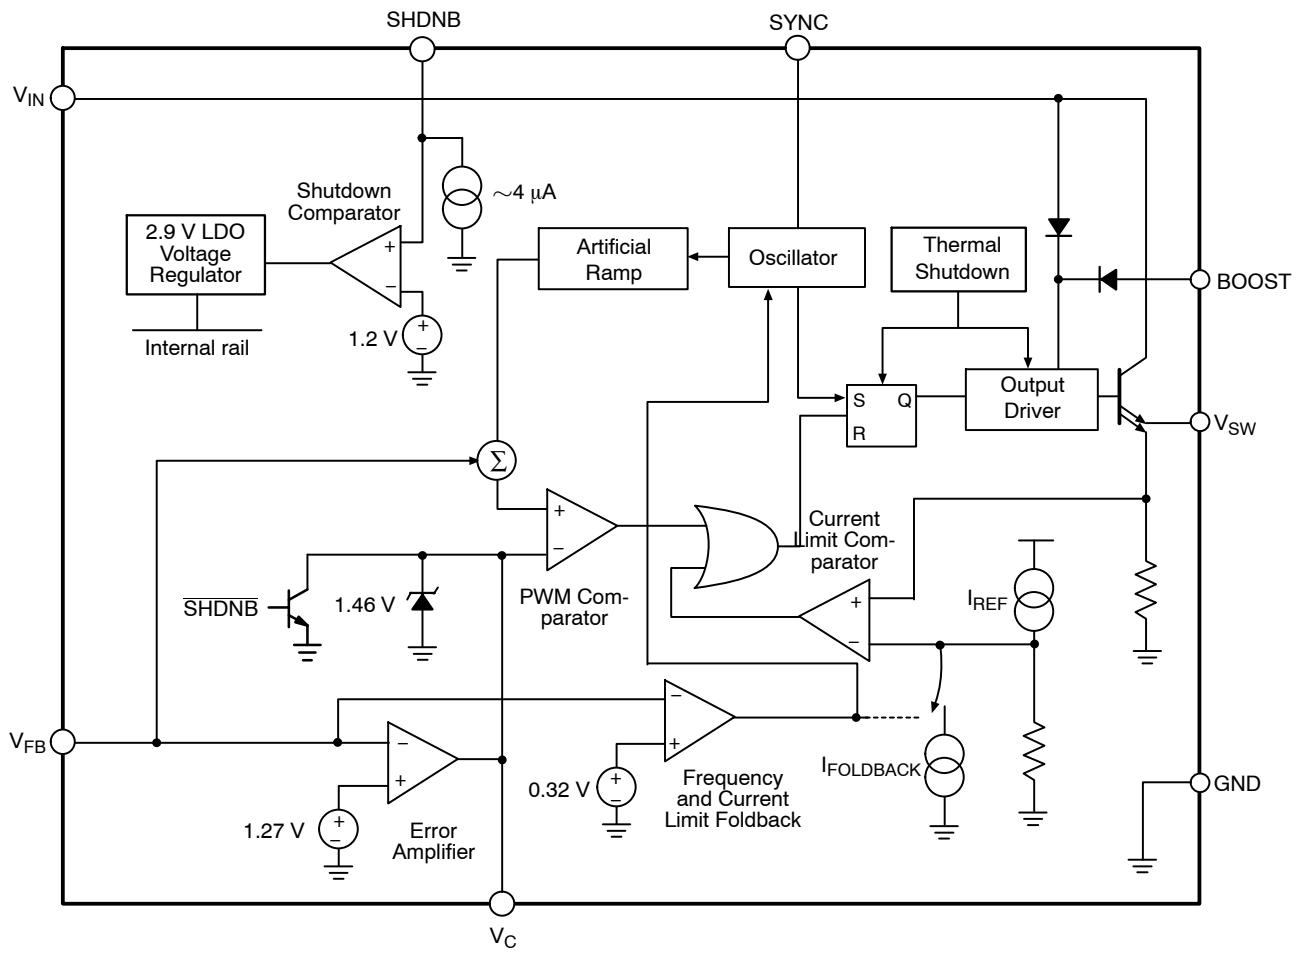 SHDNB
SYNC
VIN
Shutdown
Comparator
∼4 μA
+
−
2.9 V LDO
Voltage
Regulator
Internal rail
1.2 V
+
−
Artificial
Ramp
Oscillator
Thermal
Shutdown
BOOST
S
Q
R
Output
Driver
VSW
Σ
+
−
PWM Com-
parator
Current
Limit Com-
parator
+
−
IREF
SHDNB
1.46 V
VFB
−
+
1.27 V
+
−
Error
Amplifier
−
+
0.32 V
+
−
Frequency
and Current
Limit Foldback
IFOLDBACK
GND
VC